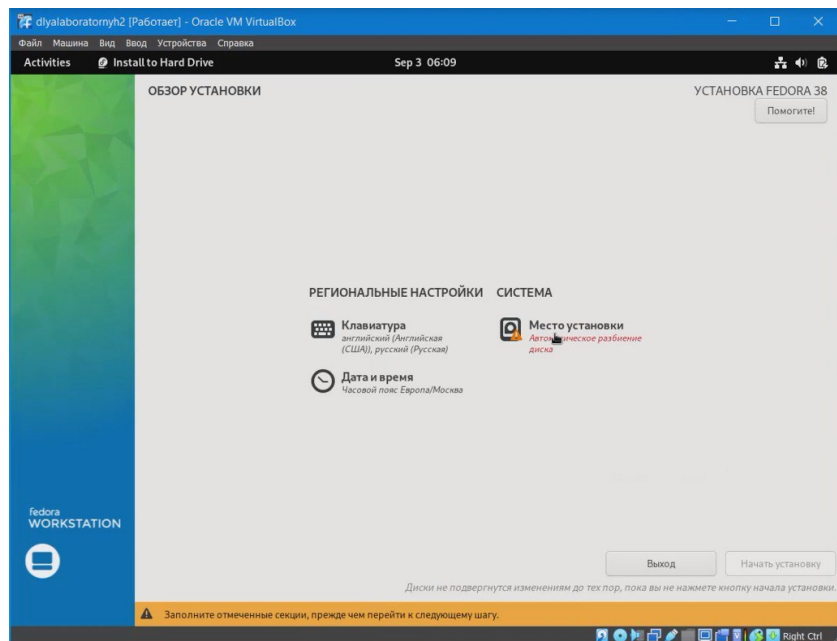 dlyalaboratornyh2 [Работает] - Oracle VM VirtualBox
Файл Машина Вид Ввод Устройства Справка
Activities Install to Hard Drive Sep 3 06:09
ОБЗОР УСТАНОВКИ
УСТАНОВКА FEDORA 38
Помогите!
РЕГИОНАЛЬНЫЕ НАСТРОЙКИ
Клавиатура
английский (Английская
(США)), русский (Русская)
Дата и время
Часовой пояс Европа/Москва
СИСТЕМА
Место установки
Автоматическое разбиение
диска
fedora
WORKSTATION
Выход
Начать установку
Диски не подвергнутся изменениям до тех пор, пока вы не нажмете кнопку начала установки.
Заполните отмеченные секции, прежде чем перейти к следующему шагу.
Right Ctrl